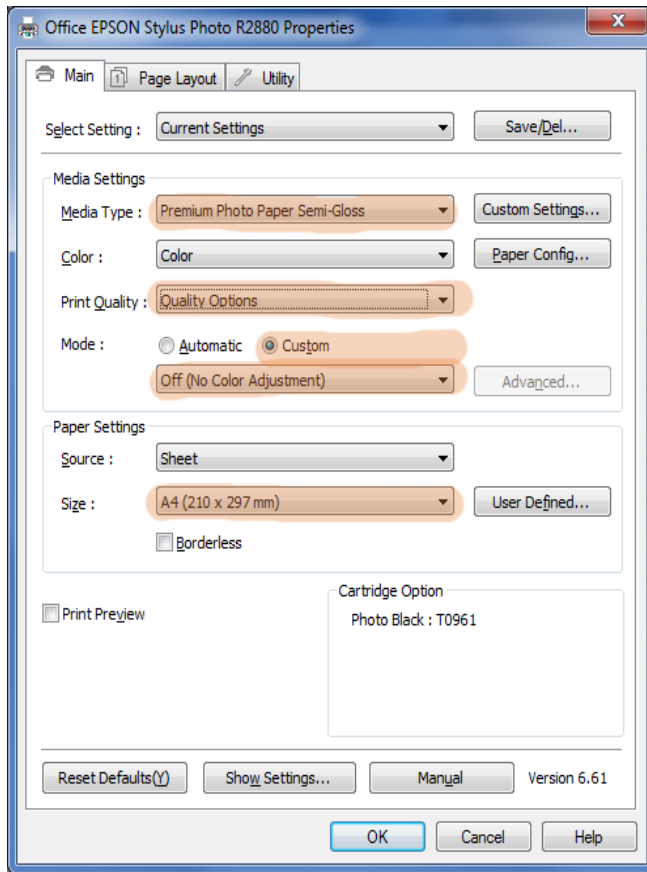 Office EPSON Stylus Photo R2880 Properties
Main Page Layout Utility
Select Setting : Current Settings Save/Del...
Media Settings
Media Type : Premium Photo Paper Semi-Gloss Custom Settings...
Color : Color Paper Config...
Print Quality : Quality Options
Mode : Automatic Custom
Off (No Color Adjustment) Advanced...
Paper Settings
Source : Sheet
Size : A4 (210 x 297 mm) User Defined...
Borderless
Print Preview
Cartridge Option
Photo Black : T0961
Reset Defaults(Y) Show Settings... Manual Version 6.61
OK Cancel Help